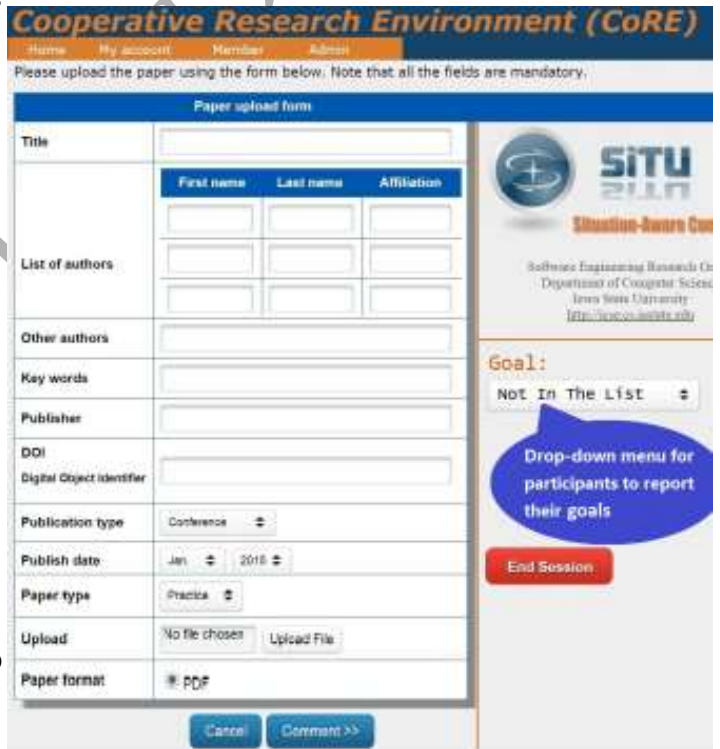 Cooperative Research Environment (CoRE)
Home My account Member Admin
Please upload the paper using the form below. Note that all the fields are mandatory.
Paper upload form
Title
First name Last name Affiliation
List of authors
Other authors
Key words
Publisher
DOI
Digital Object Identifier
Publication type Conference
Publish date Jan 2016
Paper type Practice
Upload No file chosen Upload File
Paper format PDF
Cancel Comment >>
SiTU
Situation-Aware
Software Engineering Research
Department of Computer
Iowa State University
Goal:
Not In The List
Drop-down menu for
participants to report
their goals
End Session